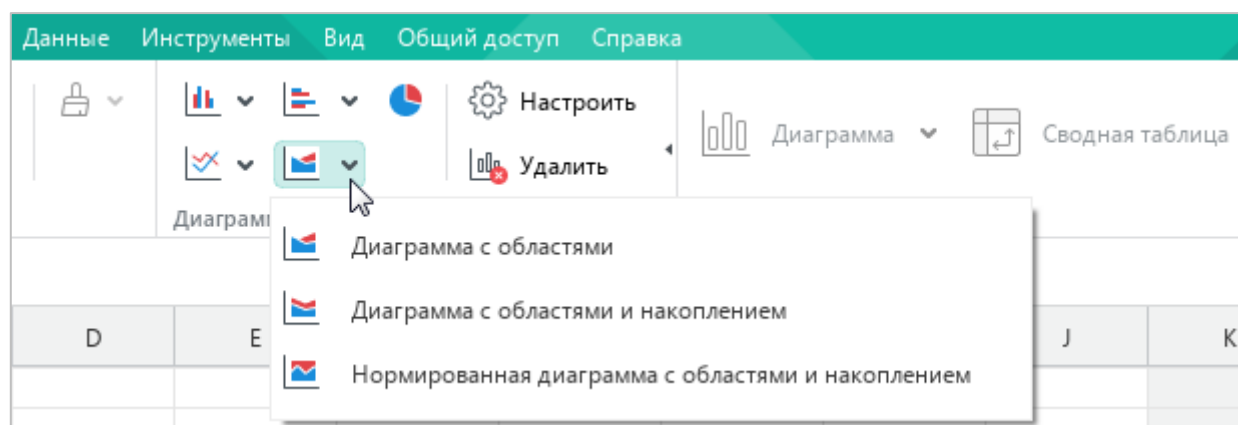 Данные Инструменты Вид Общий доступ Справка
Настроить
Диаграмма Сводная таблица
Удалить
Диаграм
Диаграмма с областями
Диаграмма с областями и накоплением
D E J K
Нормированная диаграмма с областями и накоплением